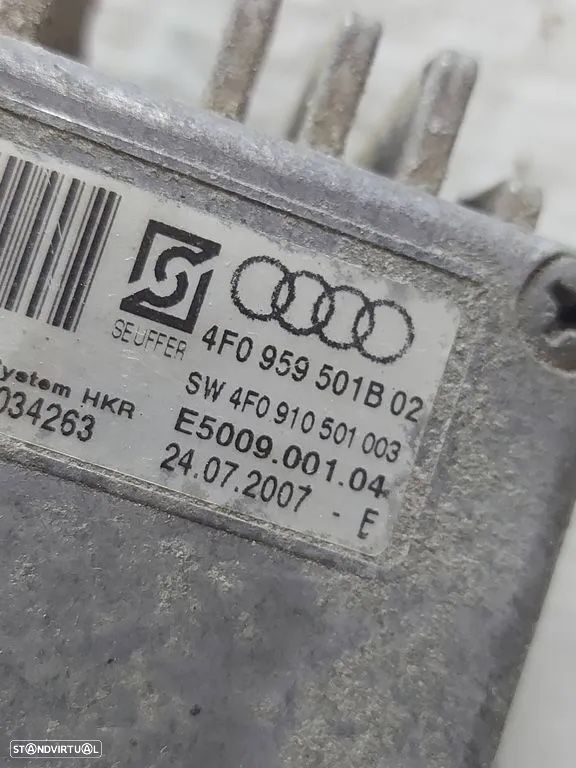 SEUFFER
4F0 959 501B 02
SW 4F0 910 501 003
E5009.001.04
24.07.2007 - E
System HKR
034263
STANDVIRTUAL